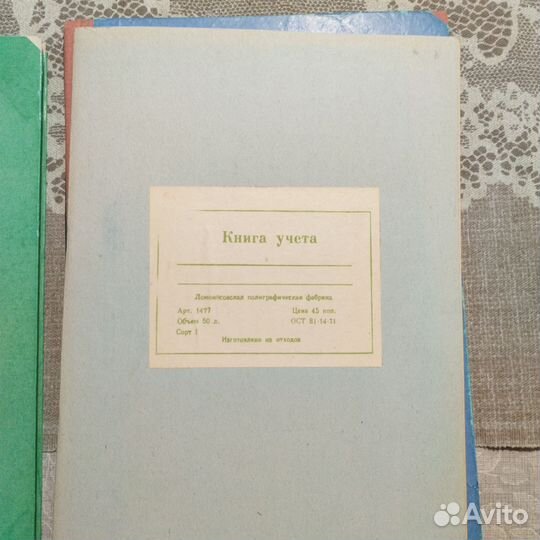 Книга учета
Ломоносовская полиграфическая фабрика
Арт. 1477 Цена 45 коп.
Объем 50 л. ОСТ 81-14-71
Сорт 1
Изготовлено из отходов
Avito